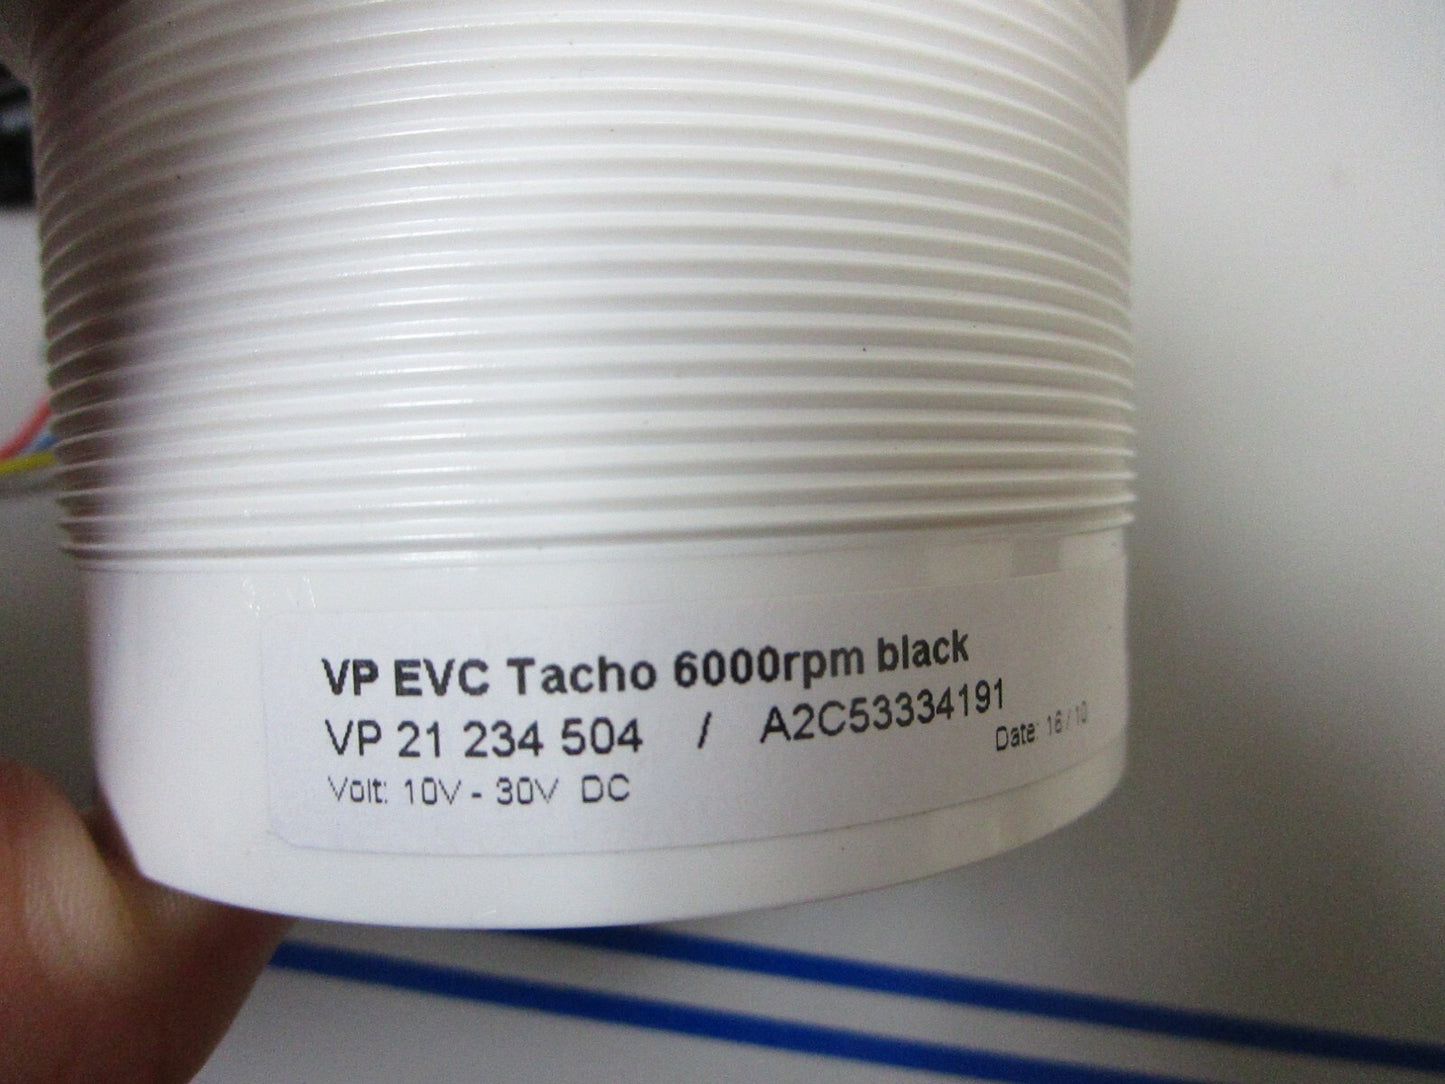 VP EVC Tacho 6000rpm black
VP 21 234 504 / A2C53334191
Date: 16/10
Volt: 10V - 30V DC